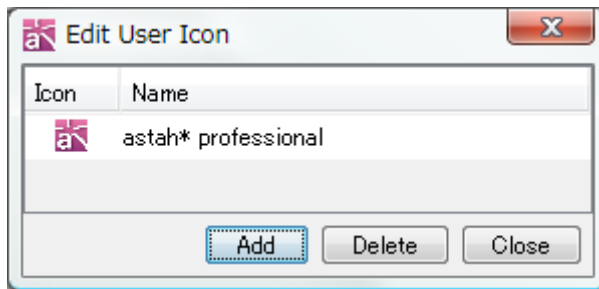 Edit User Icon
Icon Name
astah* professional
Add Delete Close